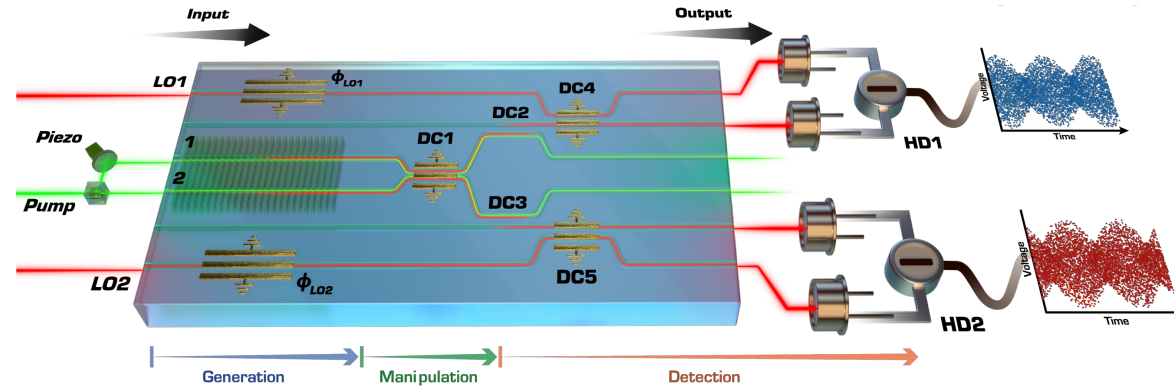 Input
Output
LO1
ϕLO1
DC4
DC2
DC1
1
2
Piezo
Pump
DC3
DC5
LO2
ϕLO2
HD1
HD2
Voltage
Time
Voltage
Time
Generation
Manipulation
Detection